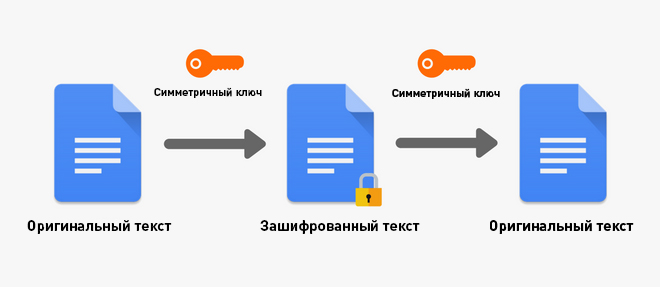 Симметричный ключ
Симметричный ключ
Оригинальный текст
Зашифрованный текст
Оригинальный текст